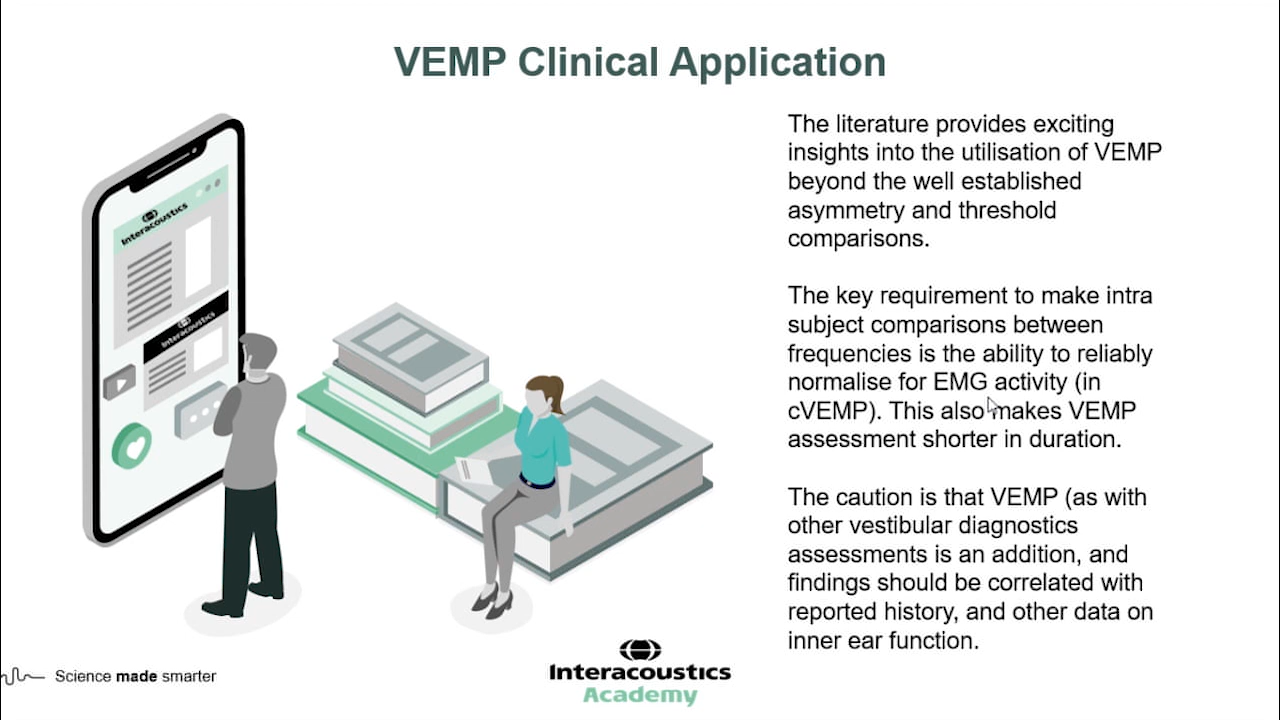 VEMP Clinical Application
The literature provides exciting
insights into the utilisation of VEMP
beyond the well established
asymmetry and threshold
comparisons.
The key requirement to make intra
subject comparisons between
frequencies is the ability to reliably
normalise for EMG activity (in
cVEMP). This also makes VEMP
assessment shorter in duration.
The caution is that VEMP (as with
other vestibular diagnostics
assessments is an addition, and
findings should be correlated with
reported history, and other data on
inner ear function.
Interacoustics
Interacoustics
Science made smarter
Interacoustics
Academy